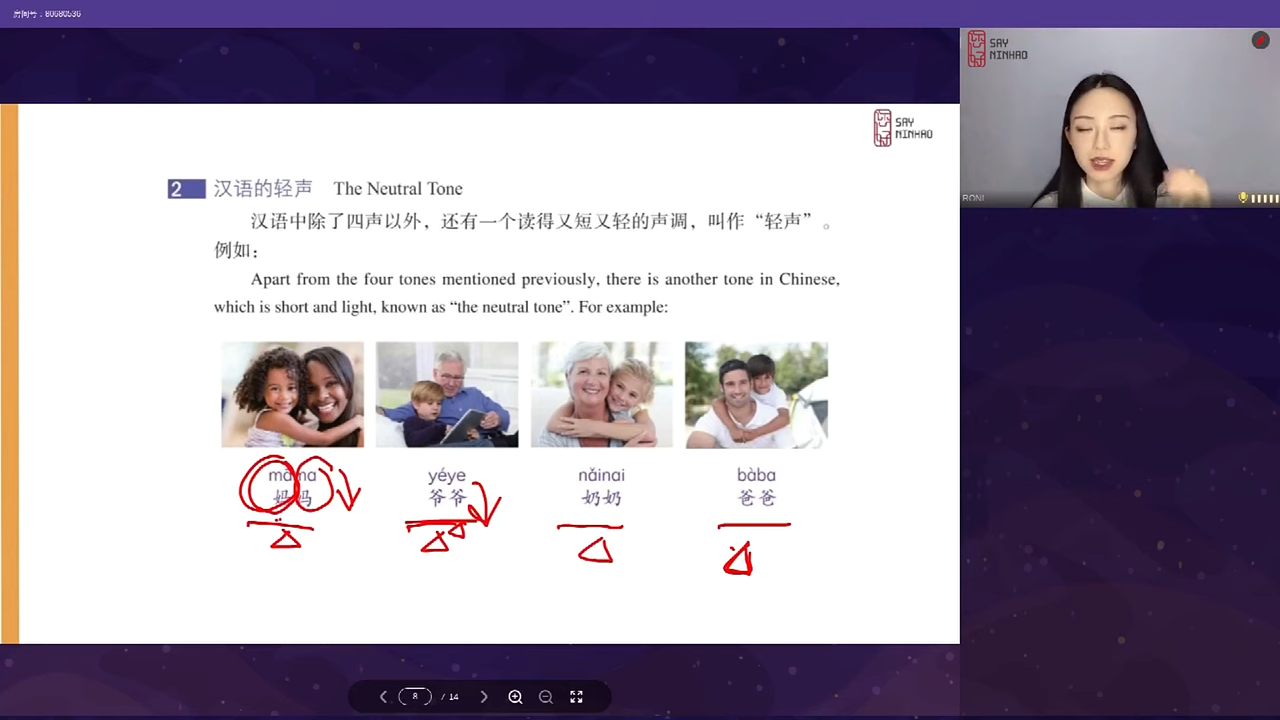 房间号：80680536
SAY
NINHAO
SAY
NINHAO
RONI
2 汉语的轻声 The Neutral Tone
汉语中除了四声以外，还有一个读得又短又轻的声调，叫作“轻声”。
例如：
Apart from the four tones mentioned previously, there is another tone in Chinese,
which is short and light, known as “the neutral tone”. For example:
māma yéye nǎinai bàba
妈妈 爷爷 奶奶 爸爸
8 / 14